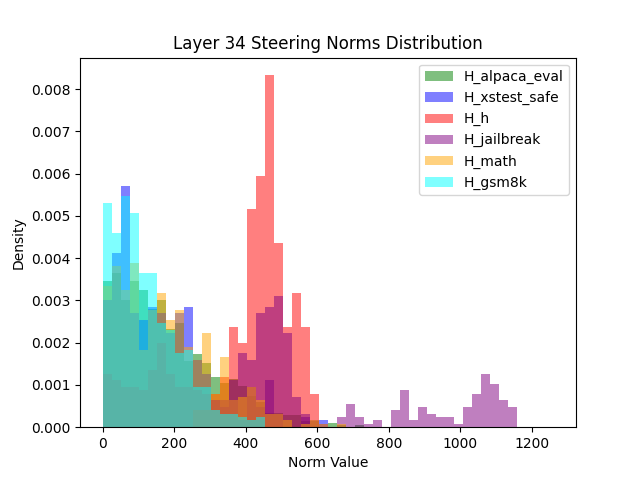 Layer 34 Steering Norms Distribution
H_alpaca_eval
H_xstest_safe
H_h
H_jailbreak
H_math
H_gsm8k
Density
0.008
0.007
0.006
0.005
0.004
0.003
0.002
0.001
0.000
0 200 400 600 800 1000 1200
Norm Value